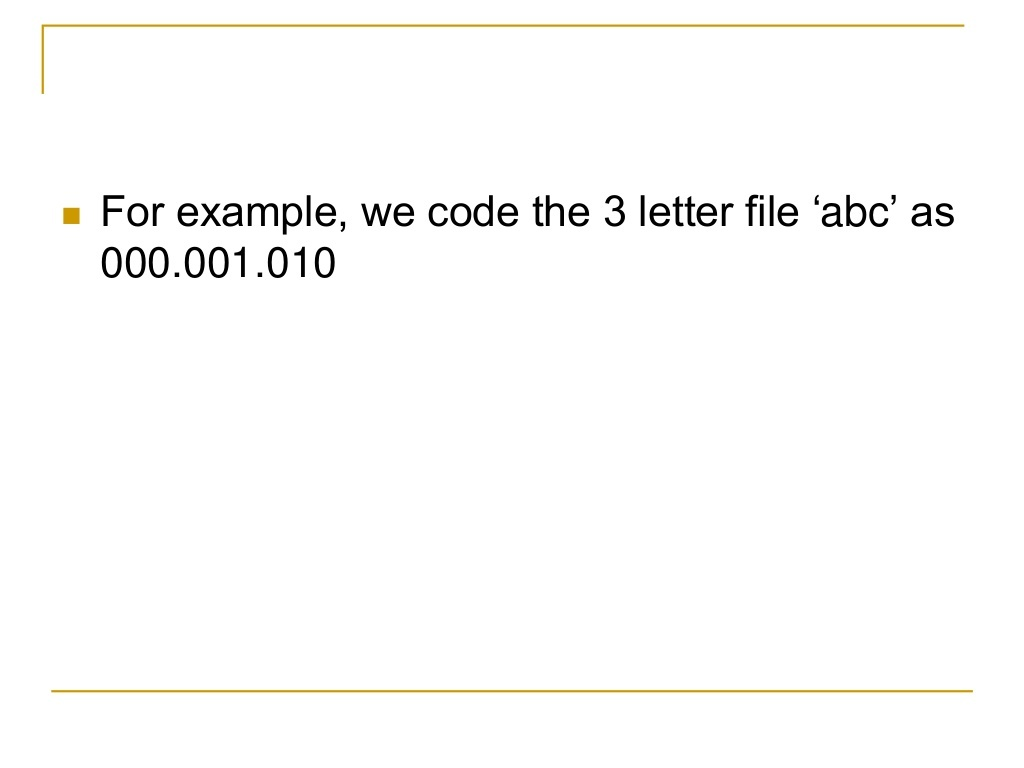 For example, we code the 3 letter file ‘abc’ as
000.001.010